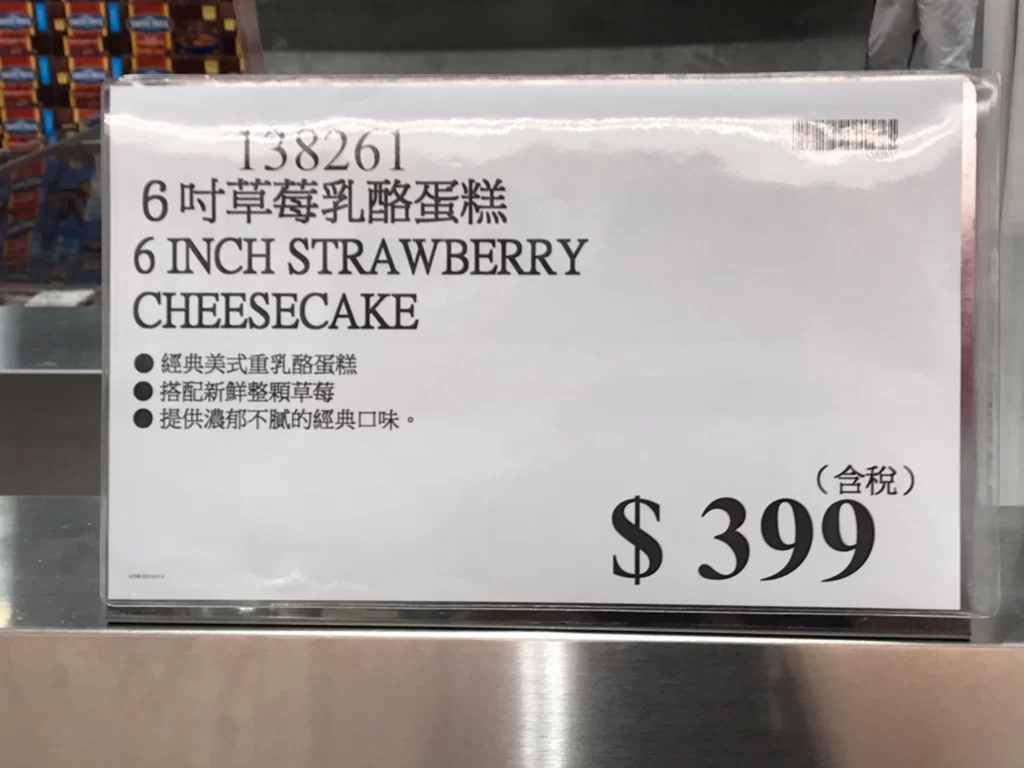 138261
6吋草莓乳酪蛋糕
6 INCH STRAWBERRY
CHEESECAKE
● 經典美式重乳酪蛋糕
● 搭配新鮮整顆草莓
● 提供濃郁不膩的經典口味。
（含稅）
$ 399